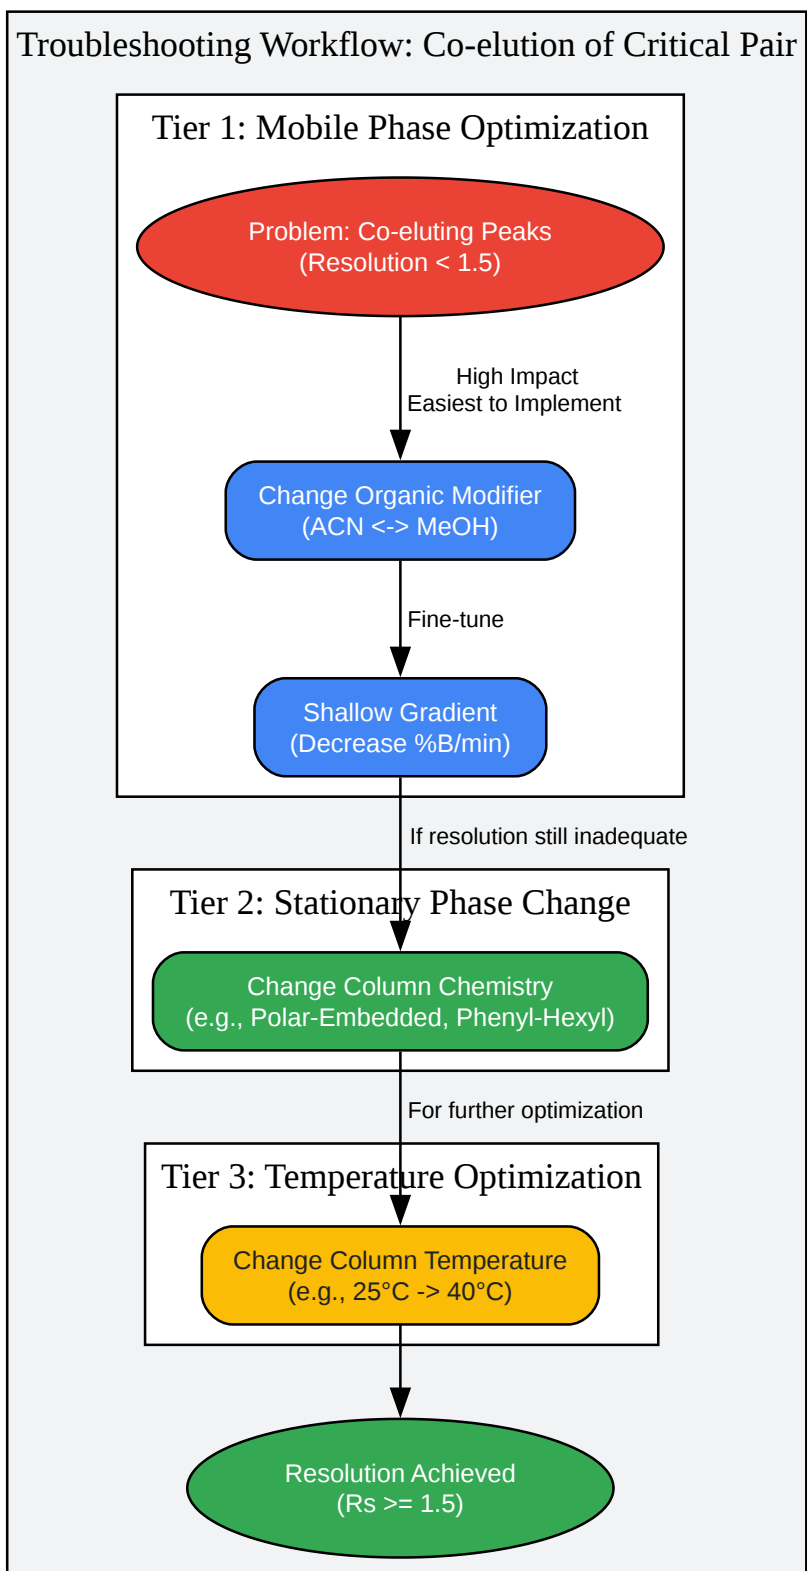 Troubleshooting Workflow: Co-elution of Critical Pair
Tier 1: Mobile Phase Optimization
Problem: Co-eluting Peaks
(Resolution < 1.5)
High Impact
Easiest to Implement
Change Organic Modifier
(ACN <-> MeOH)
Fine-tune
Shallow Gradient
(Decrease %B/min)
If resolution still inadequate
Tier 2: Stationary Phase Change
Change Column Chemistry
(e.g., Polar-Embedded, Phenyl-Hexyl)
For further optimization
Tier 3: Temperature Optimization
Change Column Temperature
(e.g., 25°C -> 40°C)
Resolution Achieved
(Rs >= 1.5)